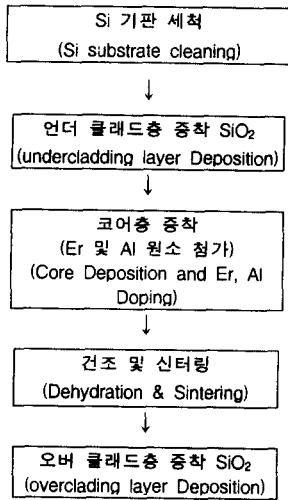 Si 기판 세척
(Si substrate cleaning)
언더 클래드층 증착 SiO₂
(undercladding layer Deposition)
코어층 증착
(Er 및 Al 원소 첨가)
(Core Deposition and Er, Al
Doping)
건조 및 신터링
(Dehydration & Sintering)
오버 클래드층 증착 SiO₂
(overclading layer Deposition)